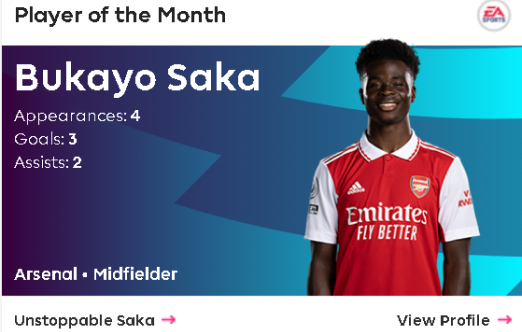 Player of the Month
EA
SPORTS
Bukayo Saka
Appearances: 4
Goals: 3
Assists: 2
Emirates
FLY BETTER
Arsenal • Midfielder
Unstoppable Saka →
View Profile →